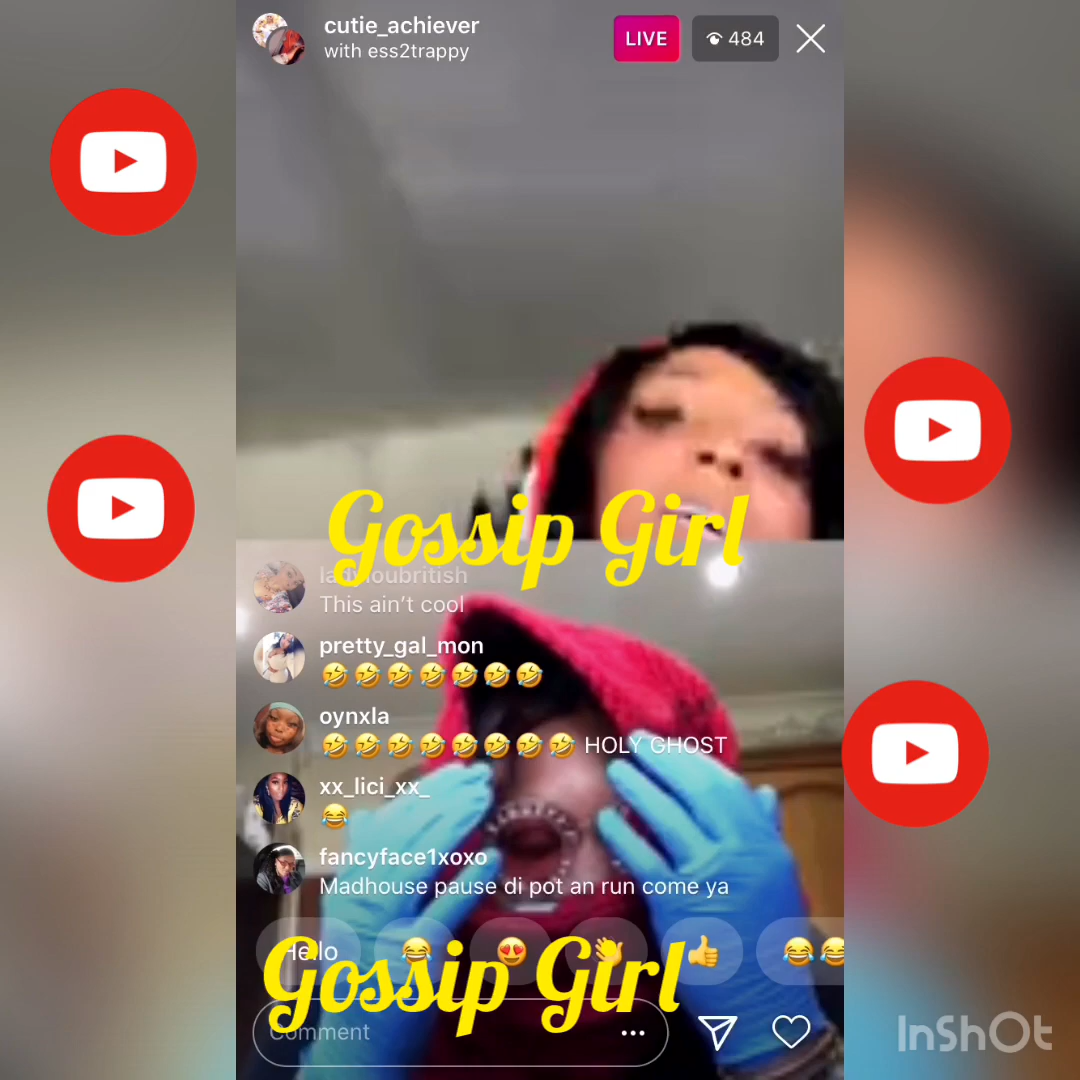 cutie_achiever
with ess2trappy
LIVE
484
Gossip Girl
ladyloubritish
This ain’t cool
pretty_gal_mon
🤣🤣🤣🤣🤣🤣🤣
oynxla
🤣🤣🤣🤣🤣🤣🤣🤣 HOLY GHOST
xx_lici_xx_
😂
fancyface1xoxo
Madhouse pause di pot an run come ya
Hello 😂 😍 👏 👍 😂😂
Gossip Girl
Comment
InShOt